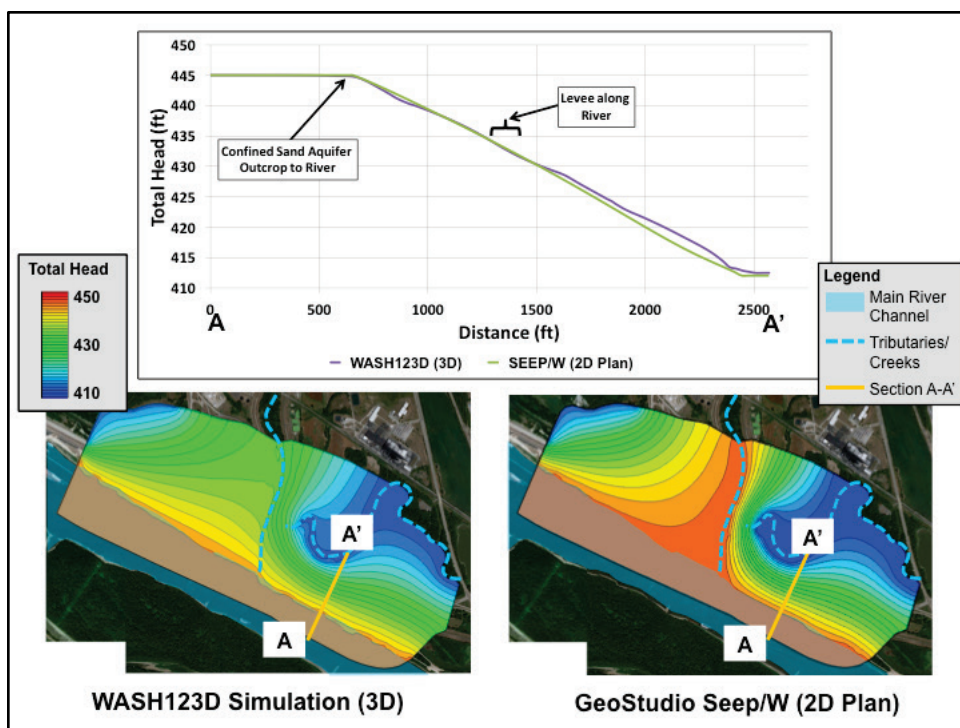 450
445
440
435
430
425
420
415
410
Total Head (ft)
Confined Sand Aquifer
Outcrop to River
Levee along
River
0
500
1000
1500
2000
2500
A
A'
Distance (ft)
WASH123D (3D)
SEEP/W (2D Plan)
Total Head
450
430
410
Legend
Main River
Channel
Tributaries/
Creeks
Section A-A'
A'
A
A'
A
WASH123D Simulation (3D)
GeoStudio Seep/W (2D Plan)